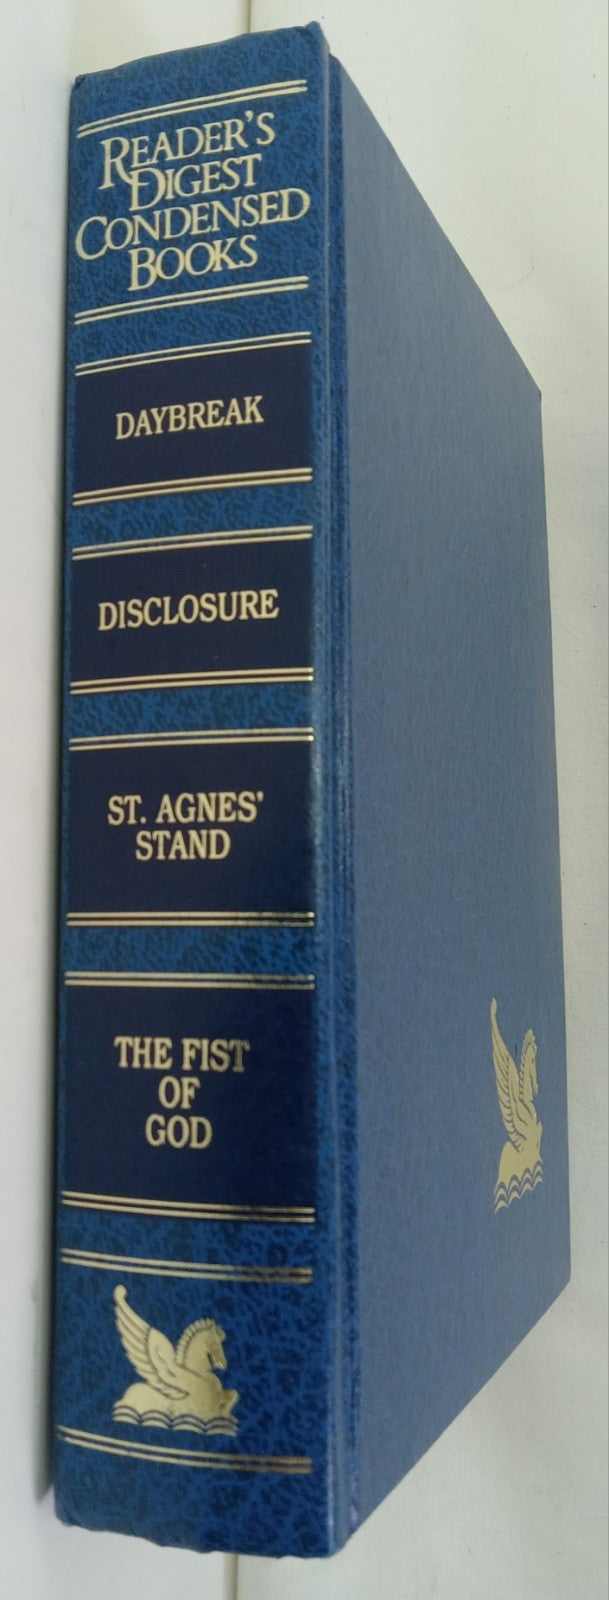 READER'S
DIGEST
CONDENSED
BOOKS
DAYBREAK
DISCLOSURE
ST. AGNES'
STAND
THE FIST
OF
GOD